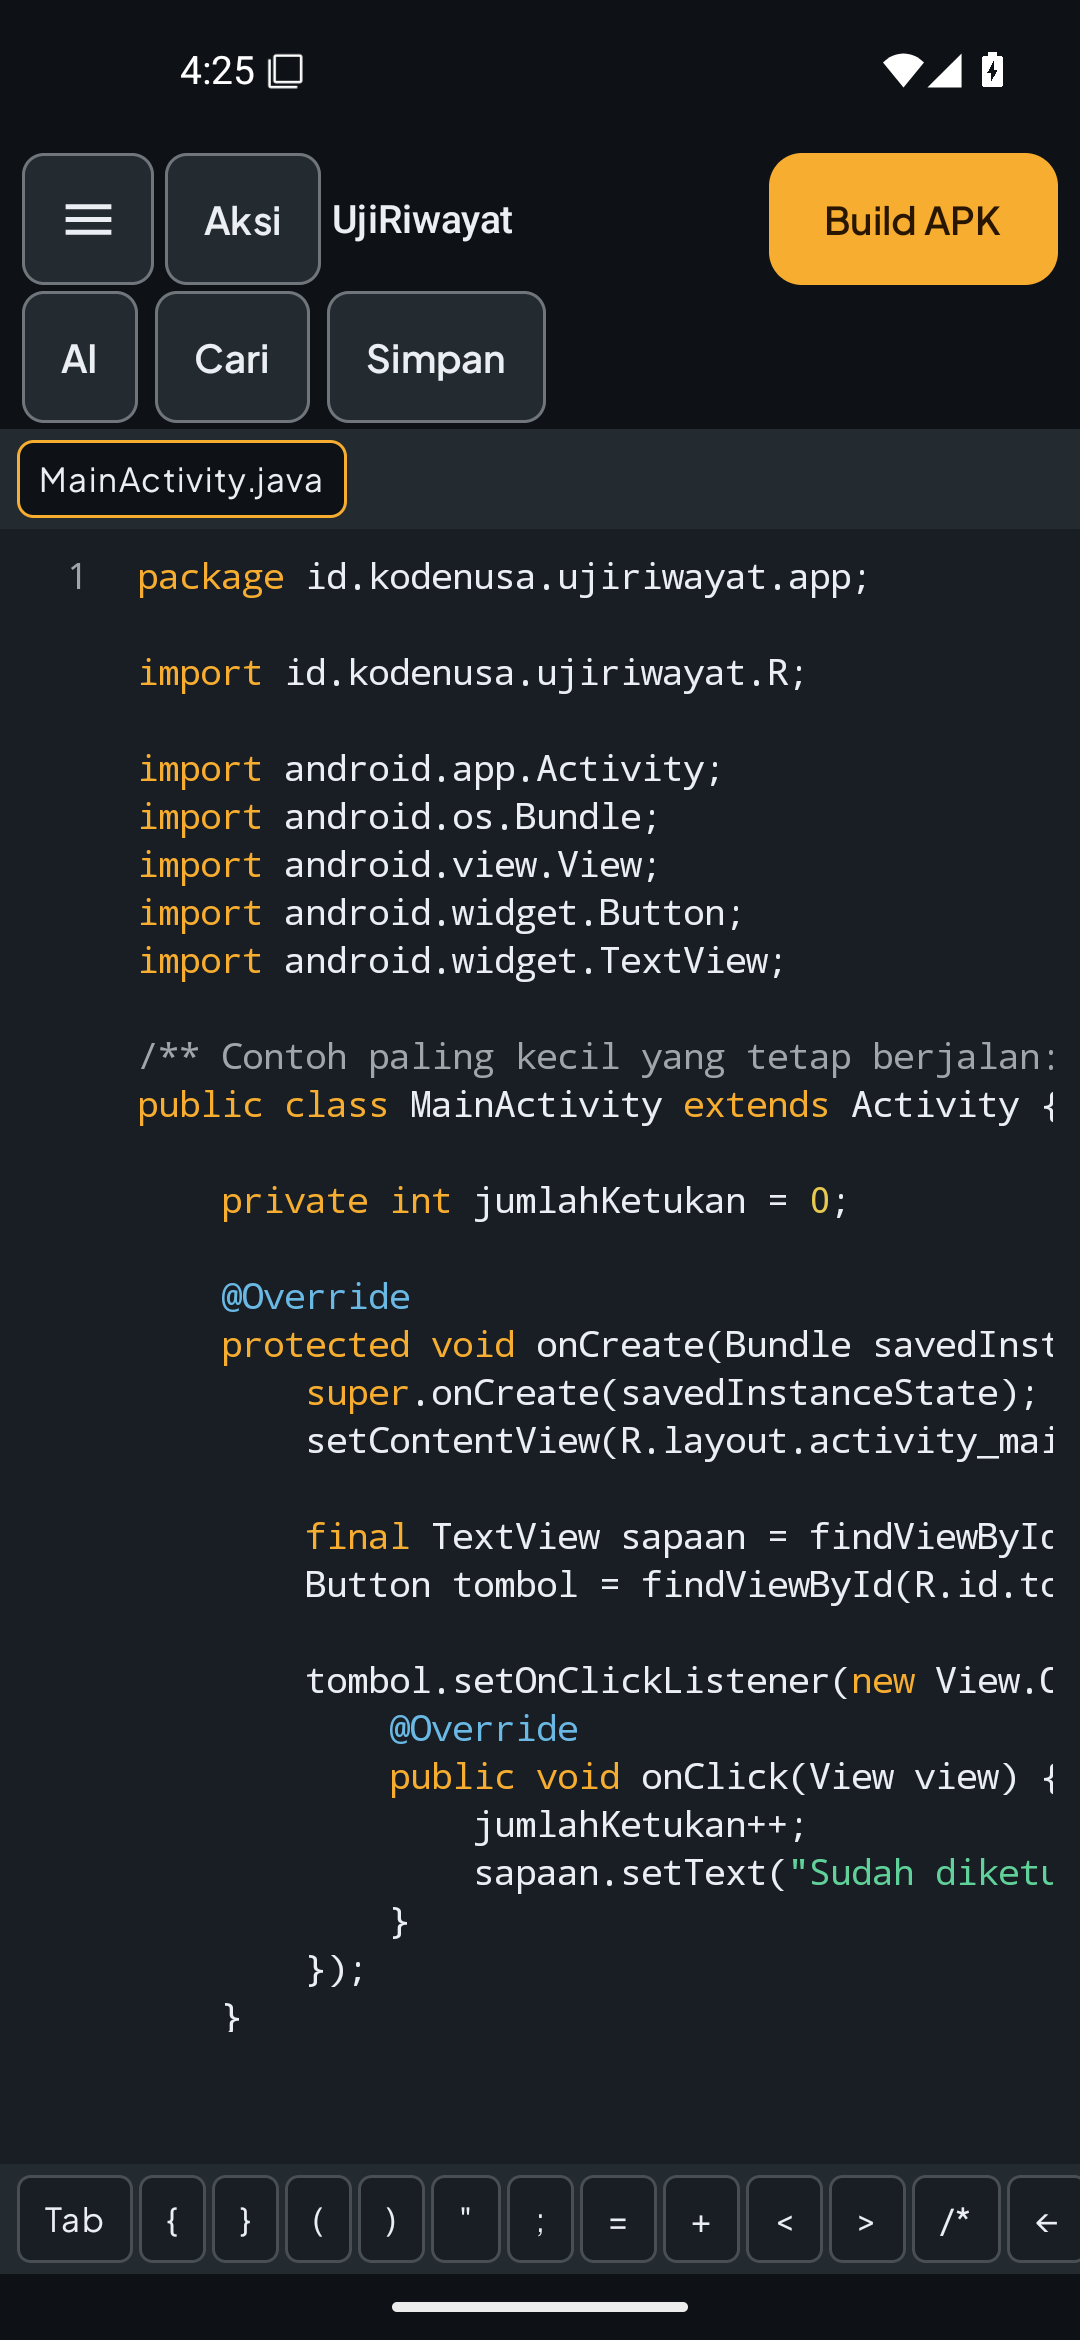 4:25
Aksi UjiRiwayat Build APK
AI Cari Simpan
MainActivity.java
1 package id.kodenusa.ujiriwayat.app;
import id.kodenusa.ujiriwayat.R;
import android.app.Activity;
import android.os.Bundle;
import android.view.View;
import android.widget.Button;
import android.widget.TextView;
/** Contoh paling kecil yang tetap berjalan:
public class MainActivity extends Activity {
private int jumlahKetukan = 0;
@Override
protected void onCreate(Bundle savedInst
super.onCreate(savedInstanceState);
setContentView(R.layout.activity_mai
final TextView sapaan = findViewById
Button tombol = findViewById(R.id.to
tombol.setOnClickListener(new View.O
@Override
public void onClick(View view) {
jumlahKetukan++;
sapaan.setText("Sudah diketu
}
});
}
Tab { } ( ) " ; = + < > /* ←